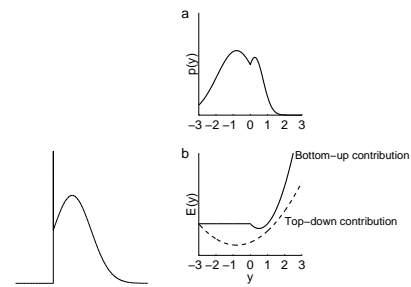 a
p(y)
−3 −2 −1 0 1 2 3
b
Bottom−up contribution
E(y)
Top−down contribution
−3 −2 −1 0 1 2 3
y